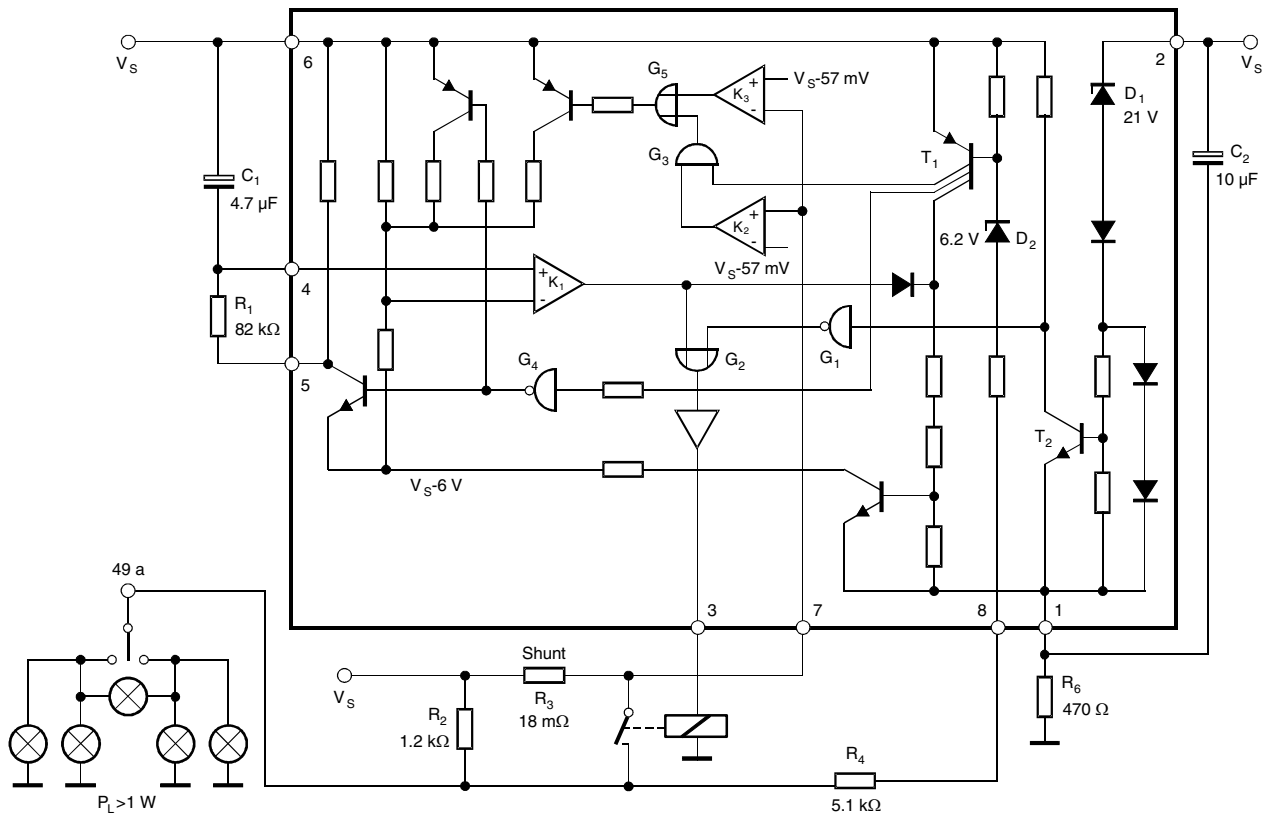 V_S
6
G_5
K_3
+
-
V_S-57 mV
2
V_S
D_1
21 V
C_1
4.7 µF
G_3
T_1
C_2
10 µF
K_2
+
-
V_S-57 mV
6.2 V
D_2
4
+
K_1
-
R_1
82 kΩ
5
G_4
G_2
G_1
T_2
V_S-6 V
49 a
3
7
8
1
Shunt
V_S
R_3
18 mΩ
R_2
1.2 kΩ
R_6
470 Ω
R_4
5.1 kΩ
P_L>1 W